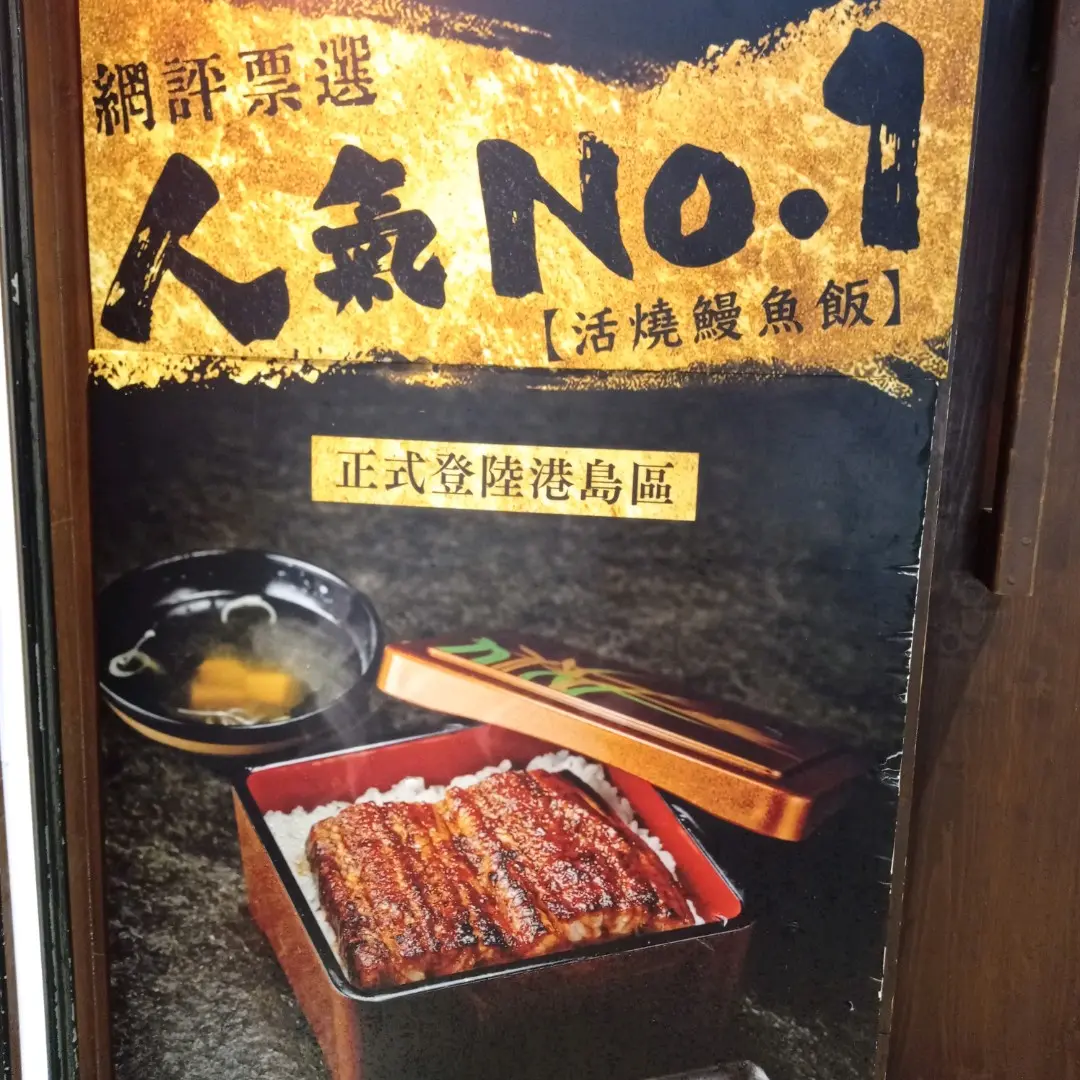 網評票選
人氣No.1
【活燒鰻魚飯】
正式登陸港島區